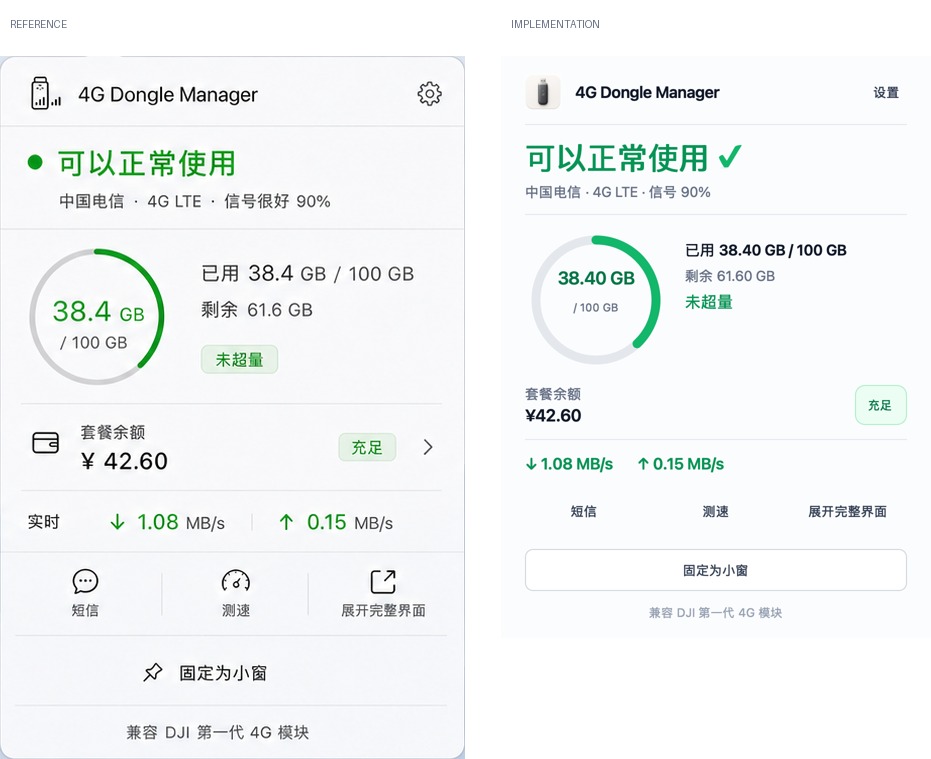 REFERENCE
4G Dongle Manager
可以正常使用
中国电信 · 4G LTE · 信号很好 90%
38.4 GB
/ 100 GB
已用 38.4 GB / 100 GB
剩余 61.6 GB
未超量
套餐余额
¥ 42.60
充足
实时 ↓ 1.08 MB/s ↑ 0.15 MB/s
短信 测速 展开完整界面
固定为小窗
兼容 DJI 第一代 4G 模块
IMPLEMENTATION
4G Dongle Manager 设置
可以正常使用 ✓
中国电信 · 4G LTE · 信号 90%
38.40 GB
/ 100 GB
已用 38.40 GB / 100 GB
剩余 61.60 GB
未超量
套餐余额
¥42.60
充足
↓ 1.08 MB/s ↑ 0.15 MB/s
短信 测速 展开完整界面
固定为小窗
兼容 DJI 第一代 4G 模块